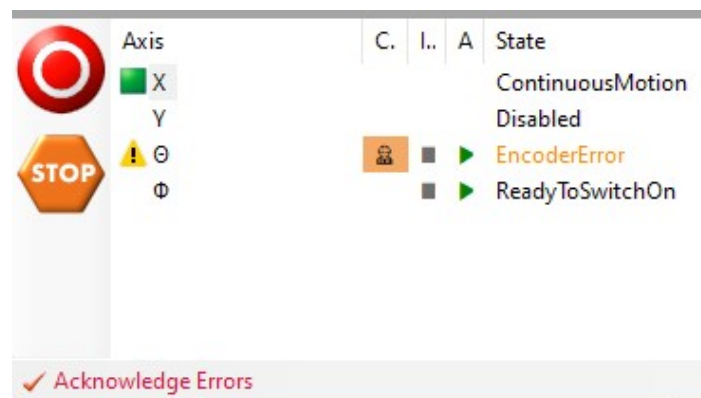 Axis C. I.. A State
X ContinuousMotion
Y Disabled
Θ EncoderError
STOP
Φ ReadyToSwitchOn
Acknowledge Errors